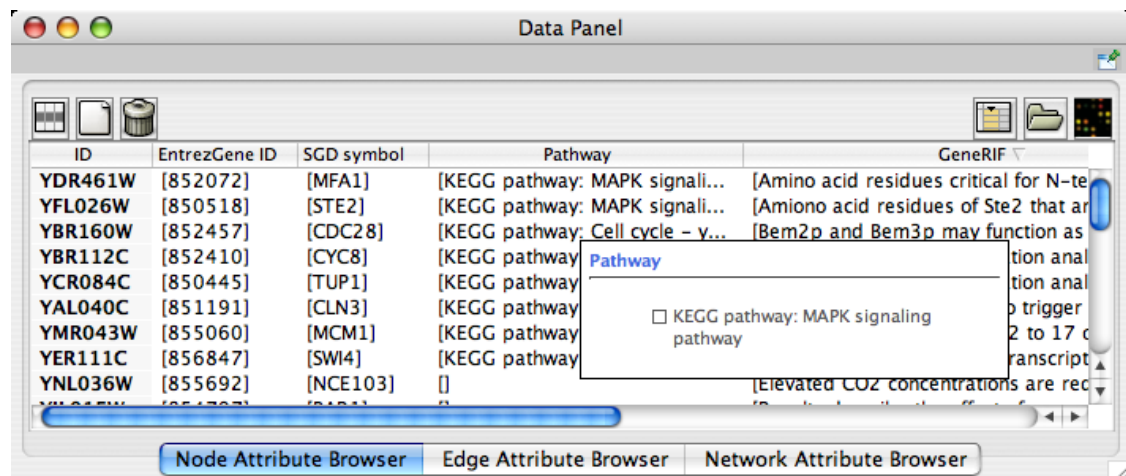 Data Panel
ID EntrezGene ID SGD symbol Pathway GeneRIF
YDR461W [852072] [MFA1] [KEGG pathway: MAPK signali... [Amino acid residues critical for N-te
YFL026W [850518] [STE2] [KEGG pathway: MAPK signali... [Amiono acid residues of Ste2 that ar
YBR160W [852457] [CDC28] [KEGG pathway: Cell cycle – y... [Bem2p and Bem3p may function as
YBR112C [852410] [CYC8] [KEGG pathway tion anal
YCR084C [850445] [TUP1] [KEGG pathway tion anal
YAL040C [851191] [CLN3] [KEGG pathway trigger
YMR043W [855060] [MCM1] [KEGG pathway 2 to 17
YER111C [856847] [SWI4] [KEGG pathway ranscript
YNL036W [855692] [NCE103] [] [Elevated CO2 concentrations are rec
Pathway
KEGG pathway: MAPK signaling
pathway
Node Attribute Browser Edge Attribute Browser Network Attribute Browser